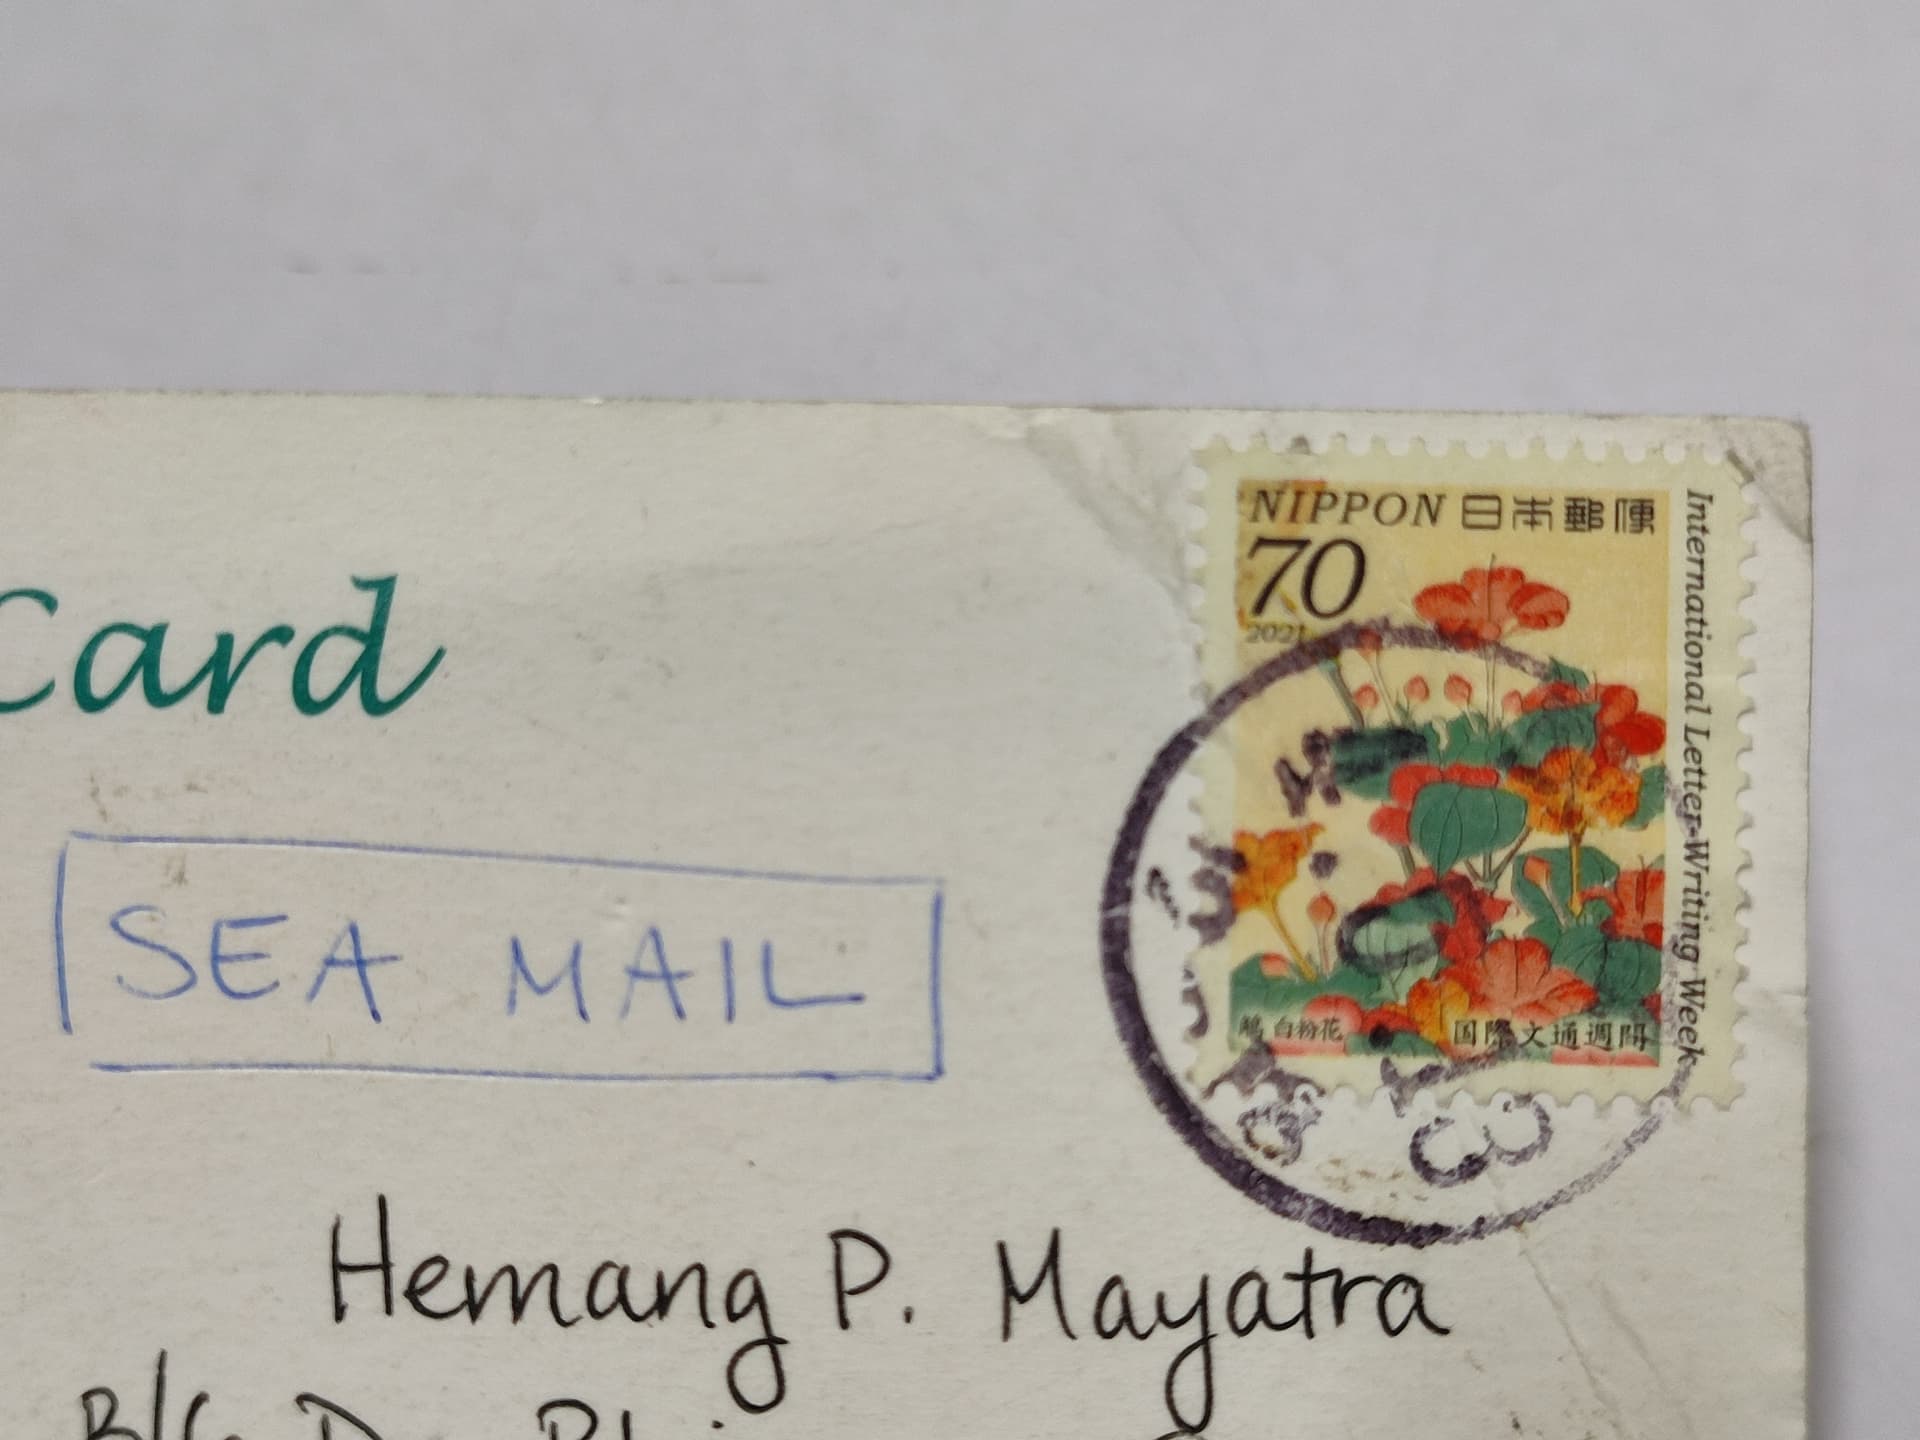 Card
NIPPON 日本郵便
70
2021
International Letter-Writing Week
白粉花
国際文通週間
SEA MAIL
Hemang P. Mayatra